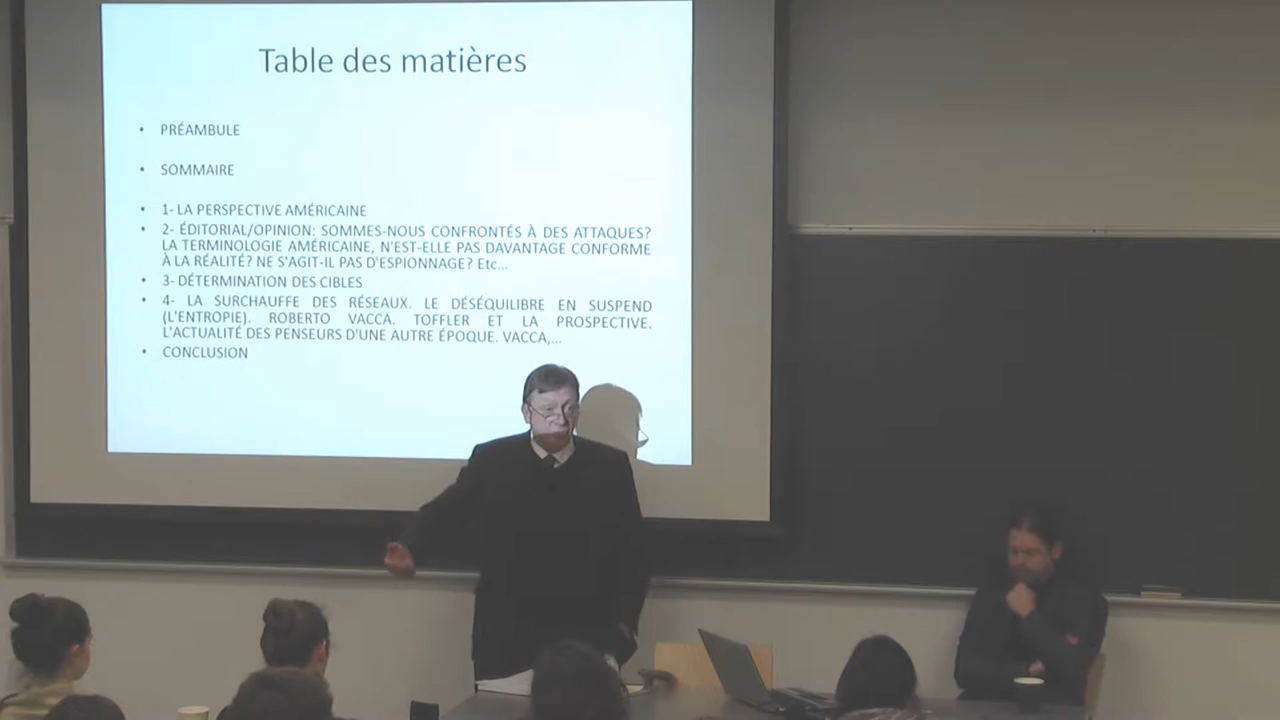 Table des matières
• PRÉAMBULE
• SOMMAIRE
• 1- LA PERSPECTIVE AMÉRICAINE
• 2- ÉDITORIAL/OPINION: SOMMES-NOUS CONFRONTÉS À DES ATTAQUES?
LA TERMINOLOGIE AMÉRICAINE, N'EST-ELLE PAS DAVANTAGE CONFORME
À LA RÉALITÉ? NE S'AGIT-IL PAS D'ESPIONNAGE? Etc...
• 3- DÉTERMINATION DES CIBLES
• 4- LA SURCHAUFFE DES RÉSEAUX. LE DÉSÉQUILIBRE EN SUSPEND
(L'ENTROPIE). ROBERTO VACCA. TOFFLER ET LA PROSPECTIVE.
L'ACTUALITÉ DES PENSEURS D'UNE AUTRE ÉPOQUE. VACCA,...
• CONCLUSION